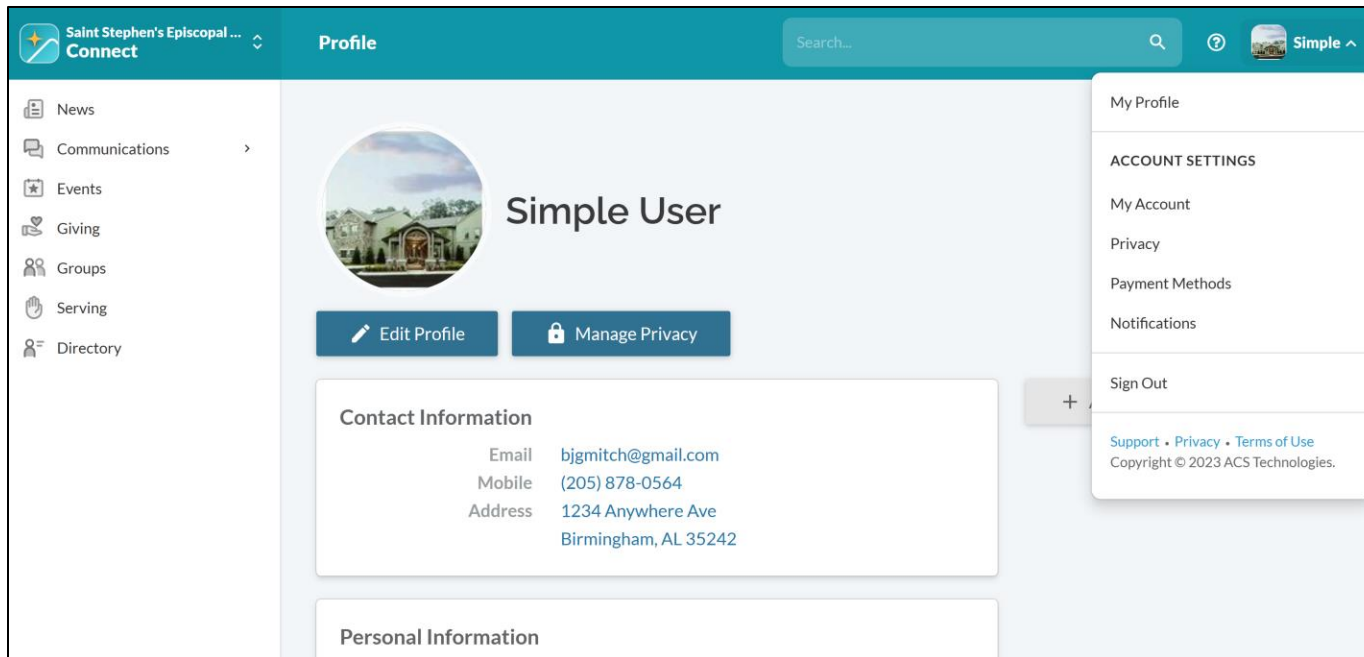 Saint Stephen's Episcopal ...
Connect
Profile
Search...
Simple
News
Communications
Events
Giving
Groups
Serving
Directory
Simple User
Edit Profile
Manage Privacy
Contact Information
Email bjgmitch@gmail.com
Mobile (205) 878-0564
Address 1234 Anywhere Ave
Birmingham, AL 35242
Personal Information
My Profile
ACCOUNT SETTINGS
My Account
Privacy
Payment Methods
Notifications
Sign Out
Support • Privacy • Terms of Use
Copyright © 2023 ACS Technologies.